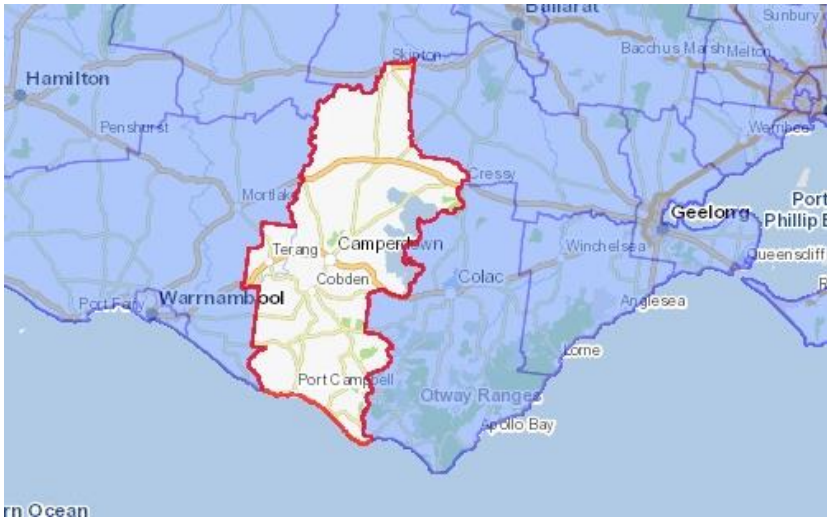 Ballarat
Sunbury
Skipton
Bacchus Marsh
Melton
Hamilton
Penshurst
Werribee
Cressy
Mortlake
Port
Phillip B
Geelong
Terang
Camperdown
Winchelsea
Queenscliff
Cobden
Colac
Port Fairy
Warrnambool
Anglesea
Lorne
Port Campbell
Otway Ranges
Apollo Bay
rn Ocean